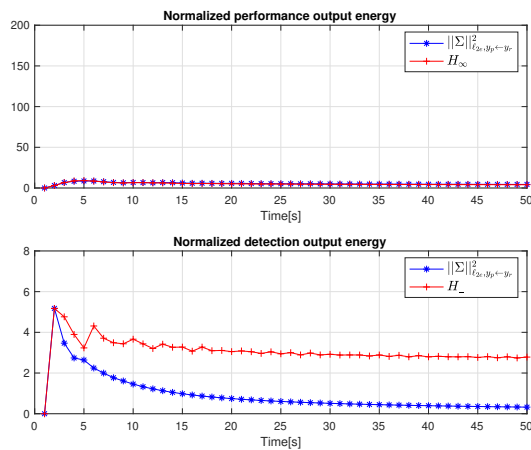 Normalized performance output energy
200
150
100
50
0
||Σ||²ℓ₂ₑ,yₚ←yᵣ
H∞
0 5 10 15 20 25 30 35 40 45 50
Time[s]
Normalized detection output energy
8
6
4
2
0
||Σ||²ℓ₂ₑ,yₚ←yᵣ
H_
0 5 10 15 20 25 30 35 40 45 50
Time[s]